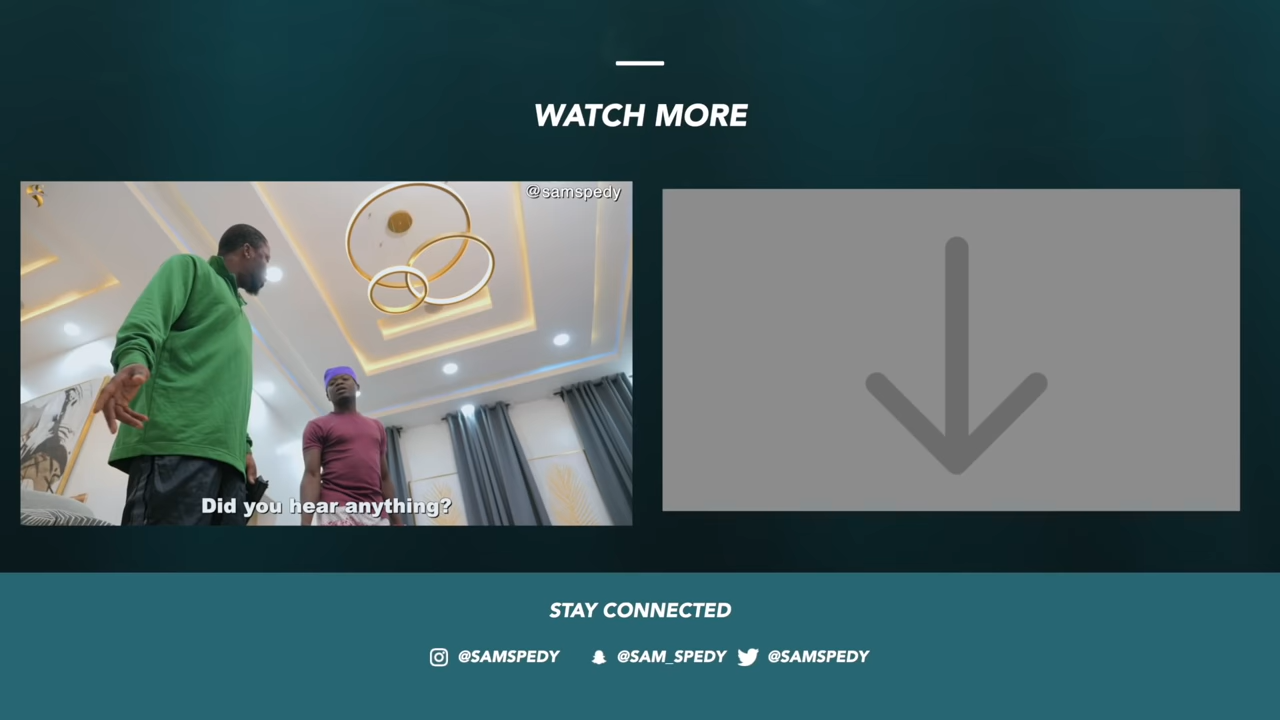 WATCH MORE
@samspedy
Did you hear anything?
STAY CONNECTED
@SAMSPEDY @SAM_SPEDY @SAMSPEDY